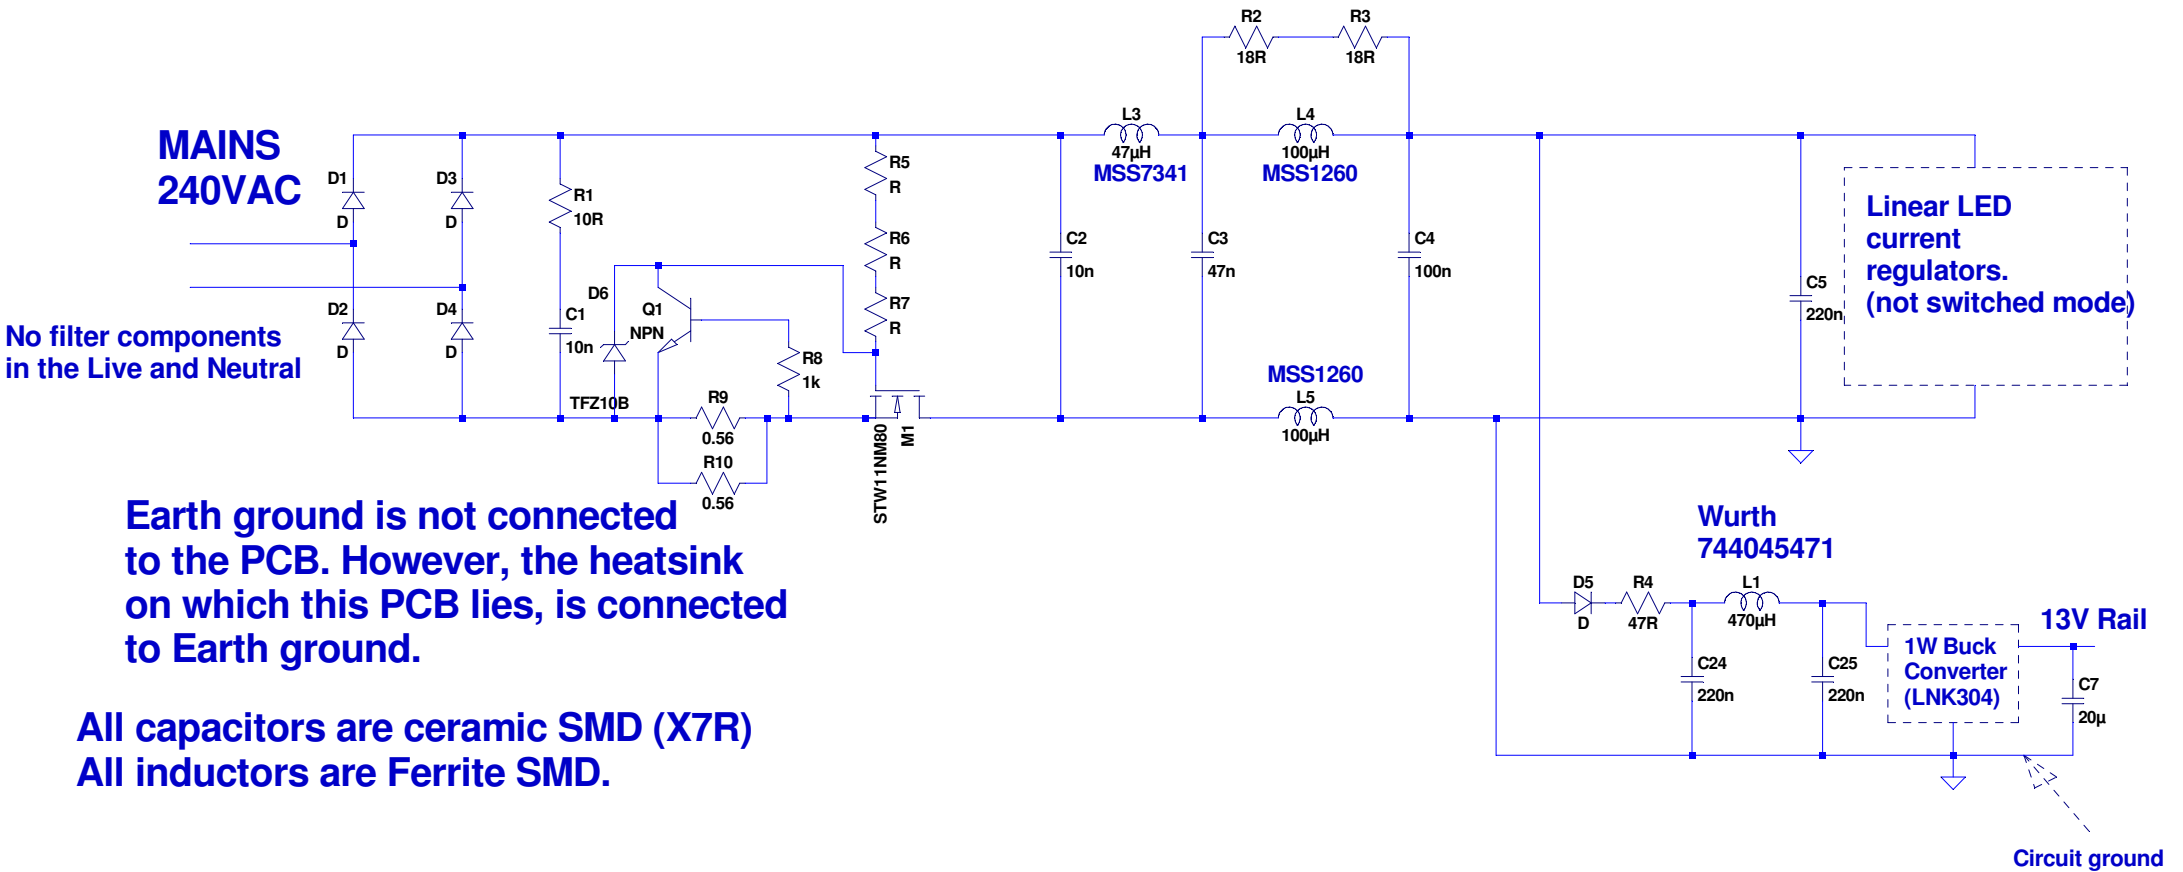 R2
18R
R3
18R
MAINS
240VAC
L3
47µH
MSS7341
L4
100µH
MSS1260
D1
D
D3
D
R1
10R
R5
R
R6
R
R7
R
C2
10n
C3
47n
C4
100n
C5
220n
Linear LED
current
regulators.
(not switched mode)
No filter components
in the Live and Neutral
D2
D
D4
D
C1
10n
D6
TFZ10B
Q1
NPN
R8
1k
R9
0.56
R10
0.56
STW11NM80
M1
MSS1260
L5
100µH
Earth ground is not connected
to the PCB. However, the heatsink
on which this PCB lies, is connected
to Earth ground.
All capacitors are ceramic SMD (X7R)
All inductors are Ferrite SMD.
Wurth
744045471
D5
D
R4
47R
L1
470µH
C24
220n
C25
220n
1W Buck
Converter
(LNK304)
13V Rail
C7
20µ
Circuit ground